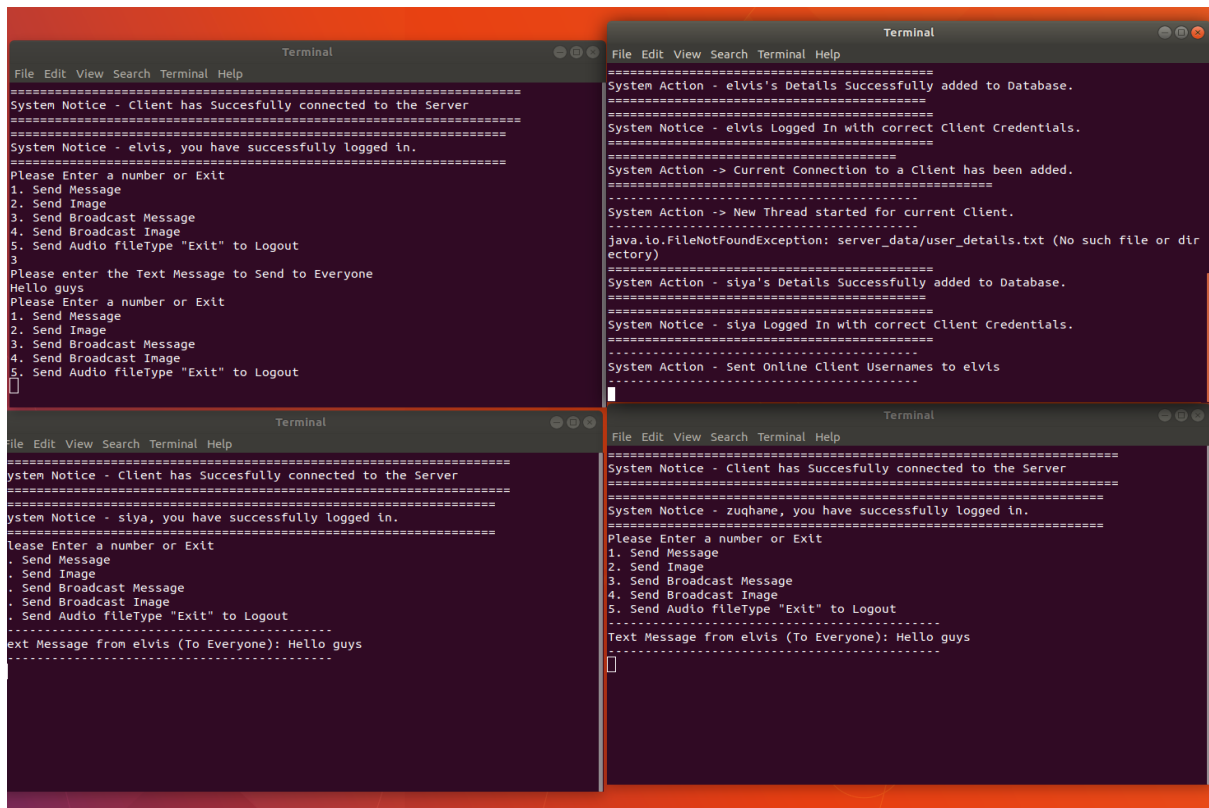 Terminal
File Edit View Search Terminal Help
=====================================================================
System Notice - Client has Succesfully connected to the Server
=====================================================================
===================================================================
System Notice - elvis, you have successfully logged in.
===================================================================
Please Enter a number or Exit
1. Send Message
2. Send Image
3. Send Broadcast Message
4. Send Broadcast Image
5. Send Audio fileType "Exit" to Logout
3
Please enter the Text Message to Send to Everyone
Hello guys
Please Enter a number or Exit
1. Send Message
2. Send Image
3. Send Broadcast Message
4. Send Broadcast Image
5. Send Audio fileType "Exit" to Logout
Terminal
File Edit View Search Terminal Help
============================================
System Action - elvis's Details Successfully added to Database.
===========================================
============================================
System Notice - elvis Logged In with correct Client Credentials.
============================================
=======================================
System Action -> Current Connection to a Client has been added.
====================================================
- - - - - - - - - - - - - - - - - - - - -
System Action -> New Thread started for current Client.
- - - - - - - - - - - - - - - - - - - - -
java.io.FileNotFoundException: server_data/user_details.txt (No such file or dir
ectory)
============================================
System Action - siya's Details Successfully added to Database.
===========================================
============================================
System Notice - siya Logged In with correct Client Credentials.
============================================
- - - - - - - - - - - - - - - - - - - - -
System Action - Sent Online Client Usernames to elvis
- - - - - - - - - - - - - - - - - - - - -
Terminal
File Edit View Search Terminal Help
====================================================================
ystem Notice - Client has Succesfully connected to the Server
====================================================================
==================================================================
ystem Notice - siya, you have successfully logged in.
==================================================================
lease Enter a number or Exit
. Send Message
. Send Image
. Send Broadcast Message
. Send Broadcast Image
. Send Audio fileType "Exit" to Logout
- - - - - - - - - - - - - - - - - - - - - -
ext Message from elvis (To Everyone): Hello guys
- - - - - - - - - - - - - - - - - - - - - -
Terminal
File Edit View Search Terminal Help
=====================================================================
System Notice - Client has Succesfully connected to the Server
=====================================================================
===================================================================
System Notice - zuqhame, you have successfully logged in.
===================================================================
Please Enter a number or Exit
1. Send Message
2. Send Image
3. Send Broadcast Message
4. Send Broadcast Image
5. Send Audio fileType "Exit" to Logout
- - - - - - - - - - - - - - - - - - - - - - -
Text Message from elvis (To Everyone): Hello guys
- - - - - - - - - - - - - - - - - - - - - - -